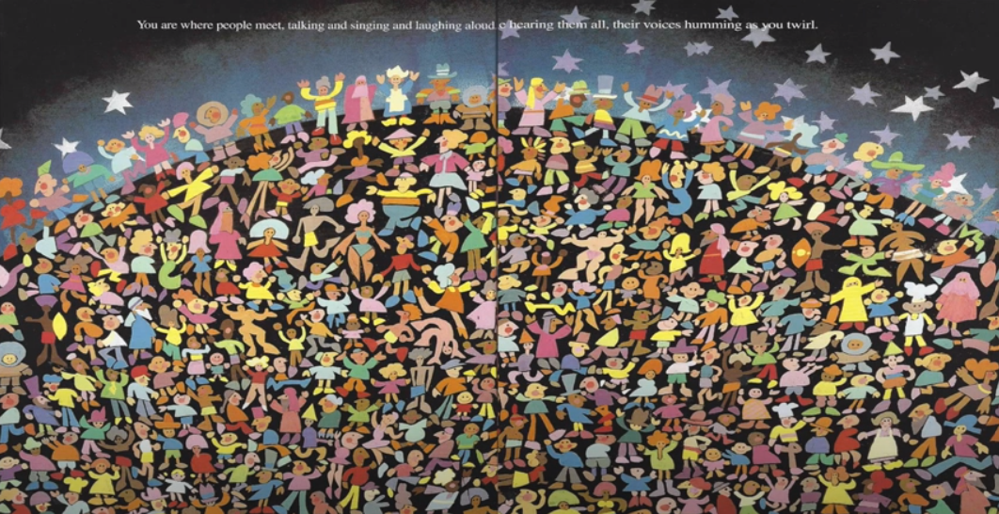 You are where people meet, talking and singing and laughing aloud hearing them all, their voices humming as you twirl.